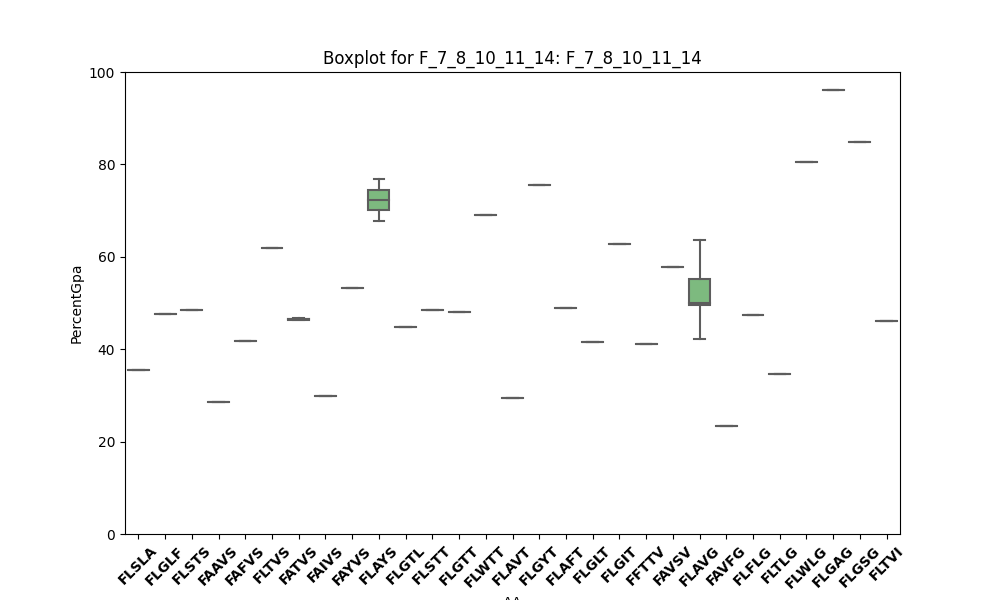 Boxplot for F_7_8_10_11_14: F_7_8_10_11_14
100
80
60
40
20
0
PercentGpa
FLSLA
FLGLF
FLSTS
FAAVS
FAFVS
FLTVS
FATVS
FAIVS
FAYVS
FLAYS
FLGTL
FLSTT
FLGTT
FLWTT
FLAVT
FLGYT
FLAFT
FLGLT
FLGIT
FFTTV
FAVSV
FLAVG
FAVFG
FLFLG
FLTLG
FLWLG
FLGAG
FLGSG
FLTVI